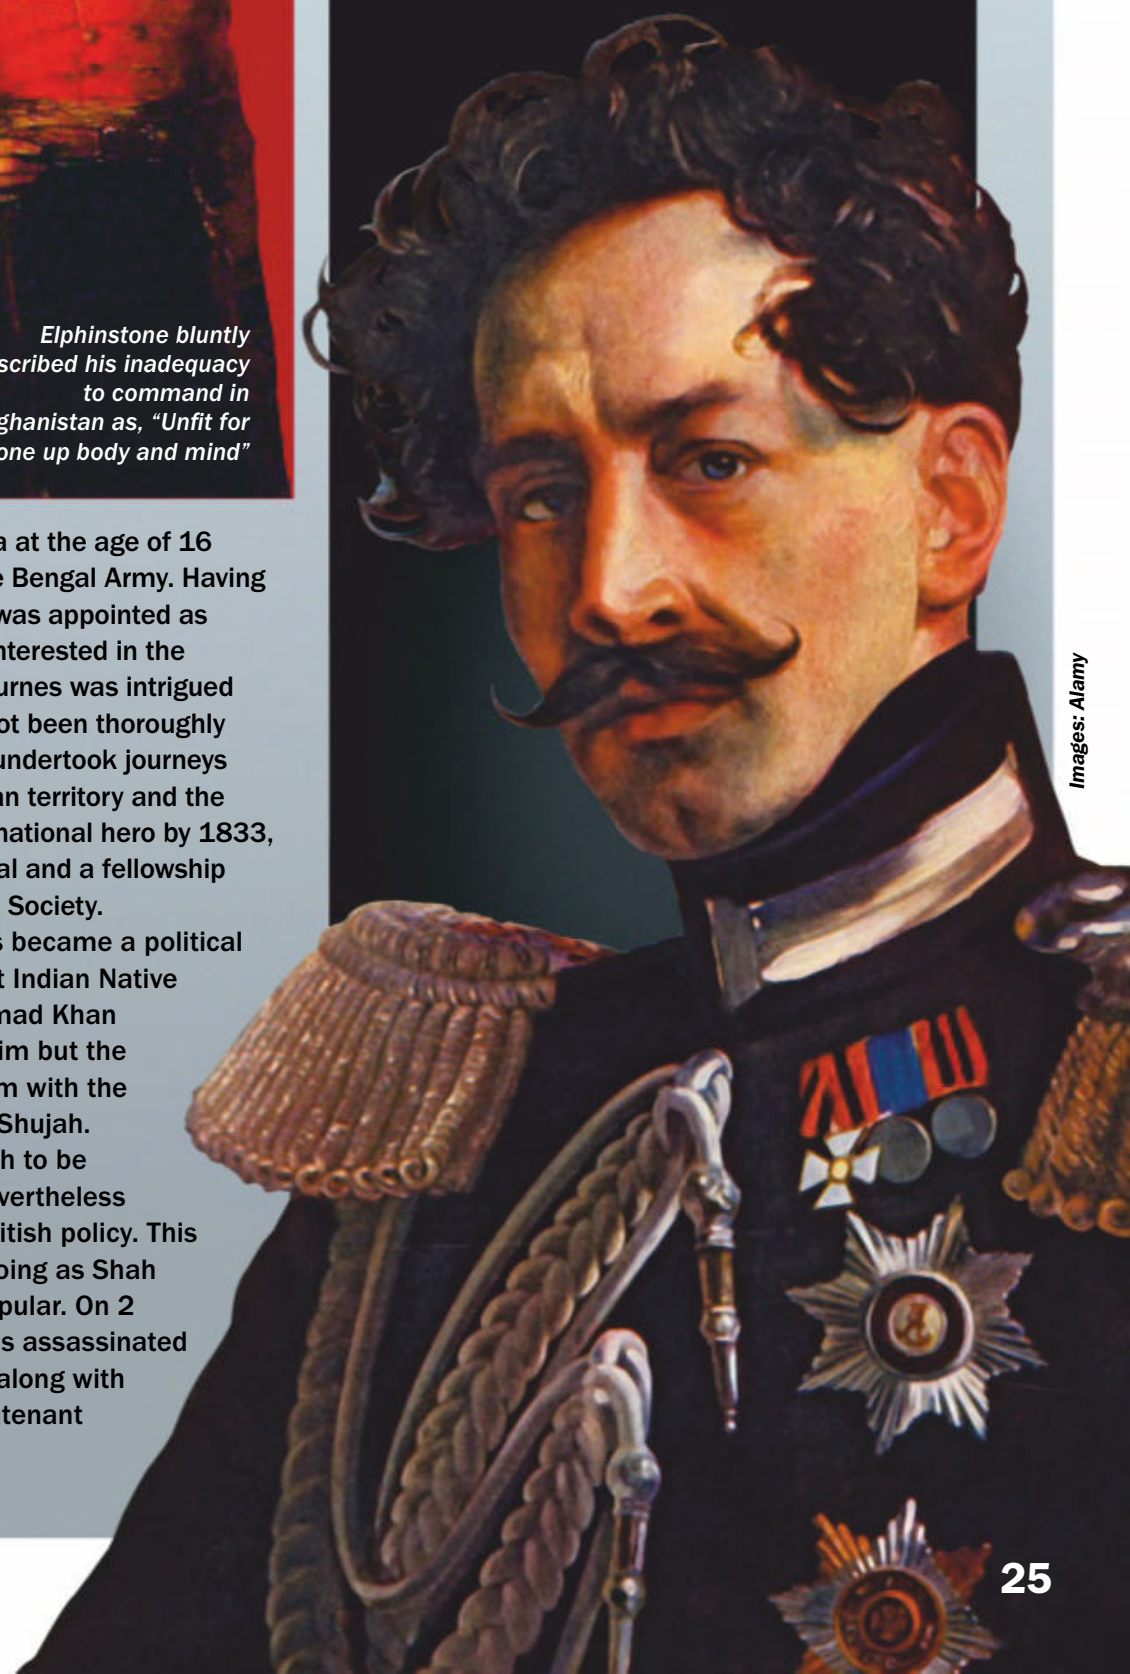 Elphinstone bluntly
scribed his inadequacy
to command in
ghanistan as, “Unfit for
one up body and mind”
a at the age of 16
e Bengal Army. Having
was appointed as
nterested in the
urnes was intrigued
ot been thoroughly
undertook journeys
an territory and the
national hero by 1833,
al and a fellowship
Society.
s became a political
t Indian Native
mad Khan
im but the
m with the
Shujah.
h to be
vertheless
itish policy. This
oing as Shah
pular. On 2
s assassinated
along with
tenant
Images: Alamy
25